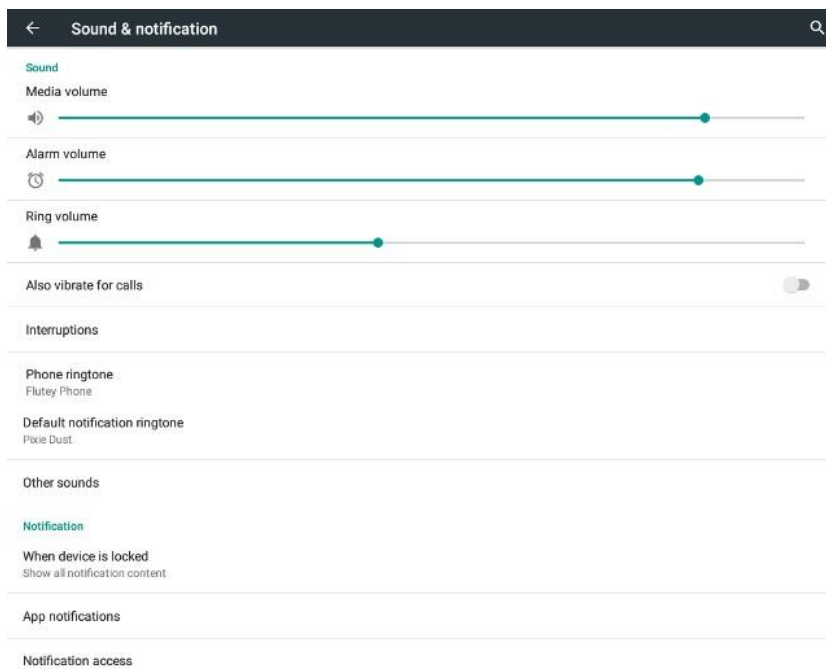 Sound & notification
Sound
Media volume
Alarm volume
Ring volume
Also vibrate for calls
Interruptions
Phone ringtone
Flutey Phone
Default notification ringtone
Pixie Dust
Other sounds
Notification
When device is locked
Show all notification content
App notifications
Notification access